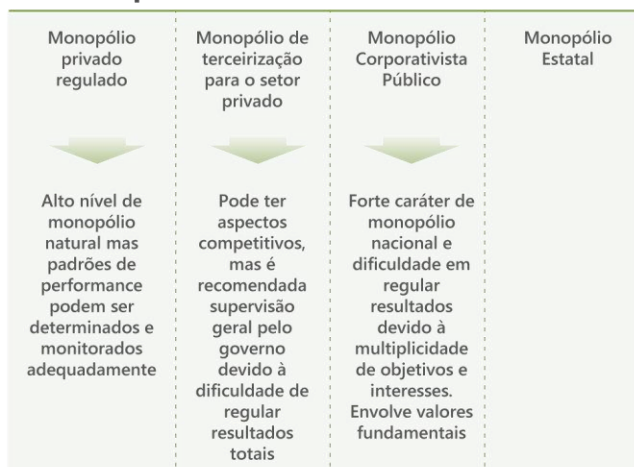 Monopólio
privado
regulado
Alto nível de
monopólio
natural mas
padrões de
performance
podem ser
determinados e
monitorados
adequadamente
Monopólio de
terceirização
para o setor
privado
Pode ter
aspectos
competitivos,
mas é
recomendada
supervisão
geral pelo
governo
devido à
dificuldade de
regular
resultados
totais
Monopólio
Corporativista
Público
Forte caráter de
monopólio
nacional e
dificuldade em
regular
resultados
devido à
multiplicidade
de objetivos e
interesses.
Envolve valores
fundamentais
Monopólio
Estatal